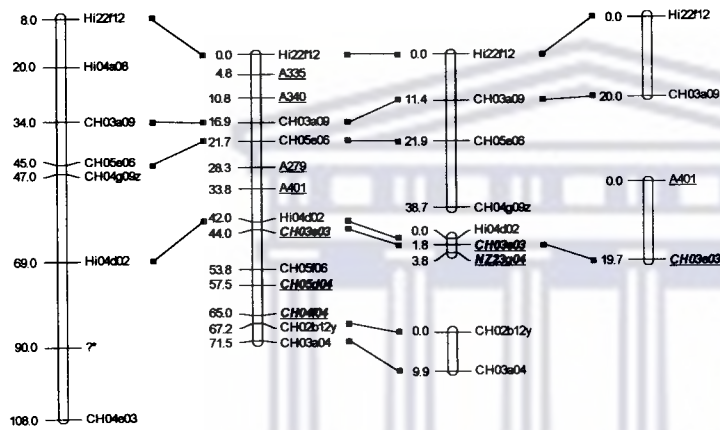 8.0 Hi22f12
20.0 Hi04a08
34.0 CH03a09
45.0 CH05e06
47.0 CH04g09z
69.0 Hi04d02
90.0 ?*
108.0 CH04e03
0.0 Hi22f12
4.8 A335
10.8 A340
16.9 CH03a09
21.7 CH05e06
28.3 A279
33.8 A401
42.0 Hi04d02
44.0 CH03e03
53.8 CH05f06
57.5 CH05d04
65.0 CH04f04
67.2 CH02b12y
71.5 CH03a04
0.0 Hi22f12
11.4 CH03a09
21.9 CH05e06
38.7 CH04g09z
0.0 Hi04d02
1.8 CH03e03
3.8 NZ23g04
0.0 CH02b12y
9.9 CH03a04
0.0 Hi22f12
20.0 CH03a09
0.0 A401
19.7 CH03e03